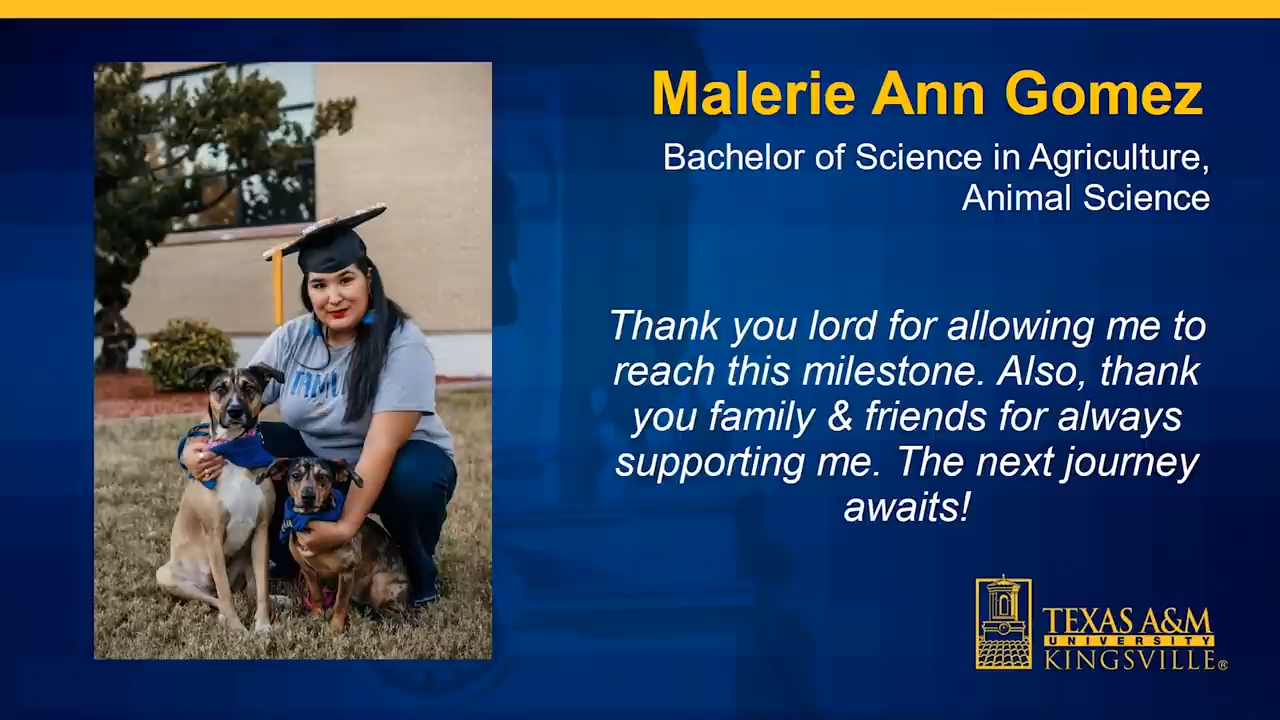 Malerie Ann Gomez
Bachelor of Science in Agriculture,
Animal Science
Thank you lord for allowing me to
reach this milestone. Also, thank
you family & friends for always
supporting me. The next journey
awaits!
TEXAS A&M
UNIVERSITY
KINGSVILLE®